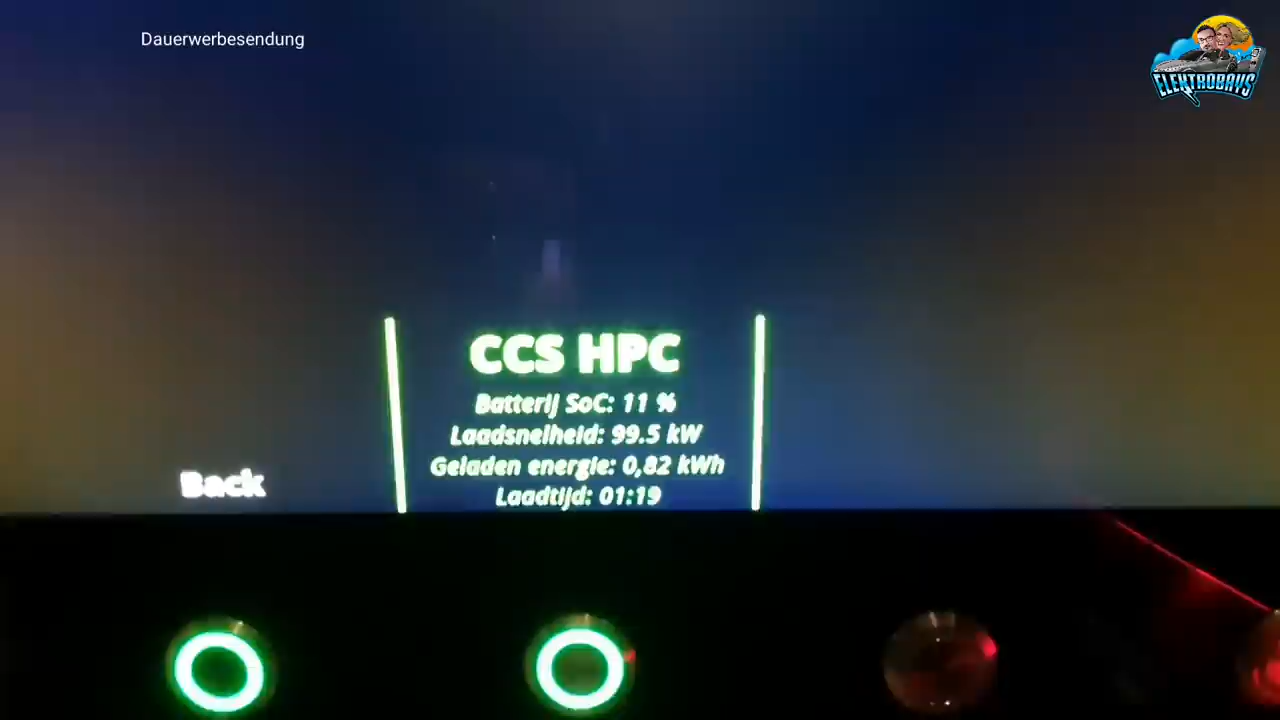 Dauerwerbesendung
ELEKTROBAYS
CCS HPC
Batterij SoC: 11 %
Laadsnelheid: 99.5 kW
Geladen energie: 0,82 kWh
Laadtijd: 01:19
Back